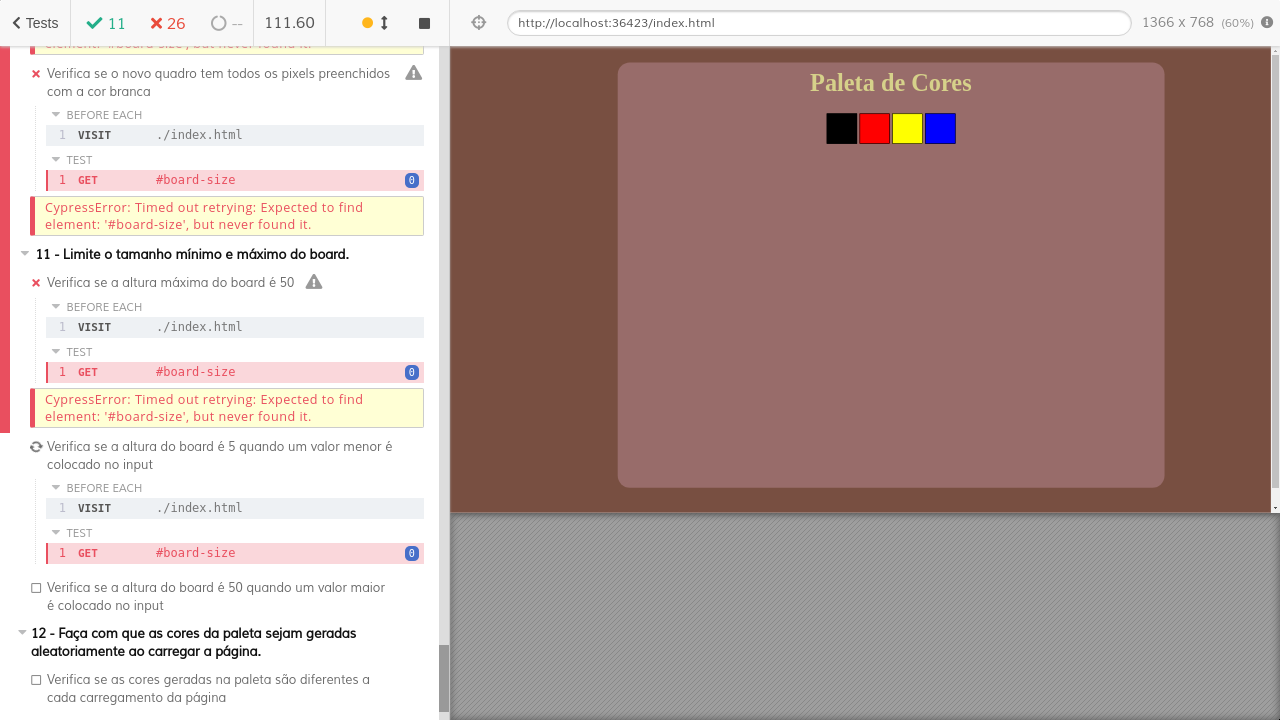 Tests
11
26
--
111.60
http://localhost:36423/index.html
1366 x 768 (60%)
element: '#board-size', but never found it.
Verifica se o novo quadro tem todos os pixels preenchidos
com a cor branca
BEFORE EACH
1 VISIT ./index.html
TEST
1 GET #board-size 0
CypressError: Timed out retrying: Expected to find
element: '#board-size', but never found it.
11 - Limite o tamanho mínimo e máximo do board.
Verifica se a altura máxima do board é 50
BEFORE EACH
1 VISIT ./index.html
TEST
1 GET #board-size 0
CypressError: Timed out retrying: Expected to find
element: '#board-size', but never found it.
Verifica se a altura do board é 5 quando um valor menor é
colocado no input
BEFORE EACH
1 VISIT ./index.html
TEST
1 GET #board-size 0
Verifica se a altura do board é 50 quando um valor maior
é colocado no input
12 - Faça com que as cores da paleta sejam geradas
aleatoriamente ao carregar a página.
Verifica se as cores geradas na paleta são diferentes a
cada carregamento da página
Paleta de Cores